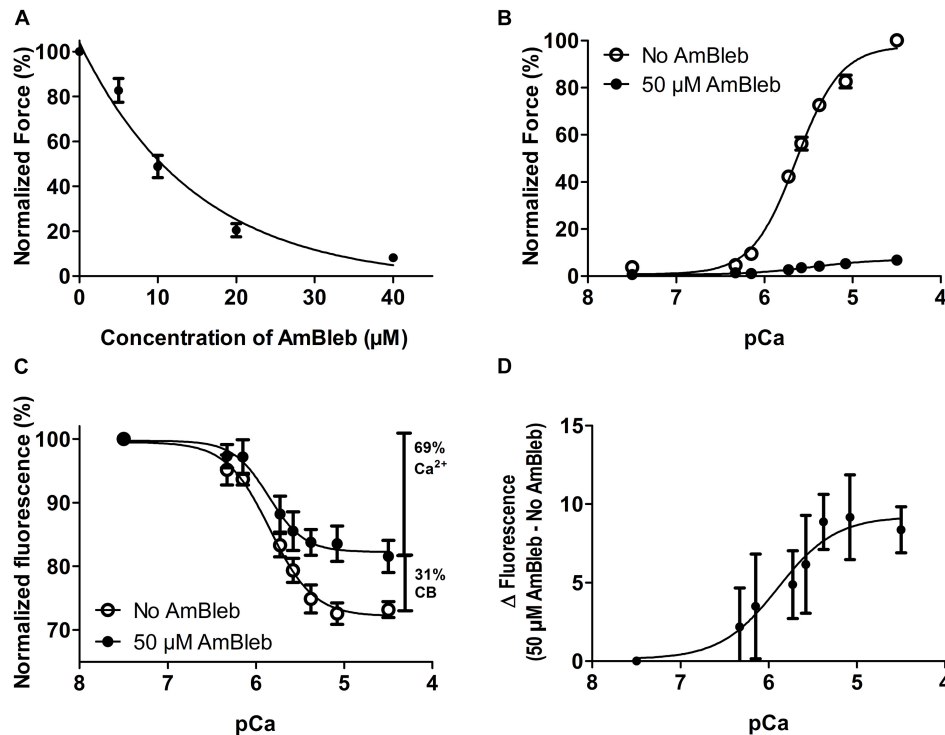 A
Normalized Force (%)
100
80
60
40
20
0
0 10 20 30 40
Concentration of AmBleb (µM)
B
Normalized Force (%)
100
80
60
40
20
0
No AmBleb
50 µM AmBleb
8 7 6 5 4
pCa
C
Normalized fluorescence (%)
100
90
80
70
69%
Ca²⁺
31%
CB
No AmBleb
50 µM AmBleb
8 7 6 5 4
pCa
D
Δ Fluorescence
(50 µM AmBleb - No AmBleb)
15
10
5
0
8 7 6 5 4
pCa